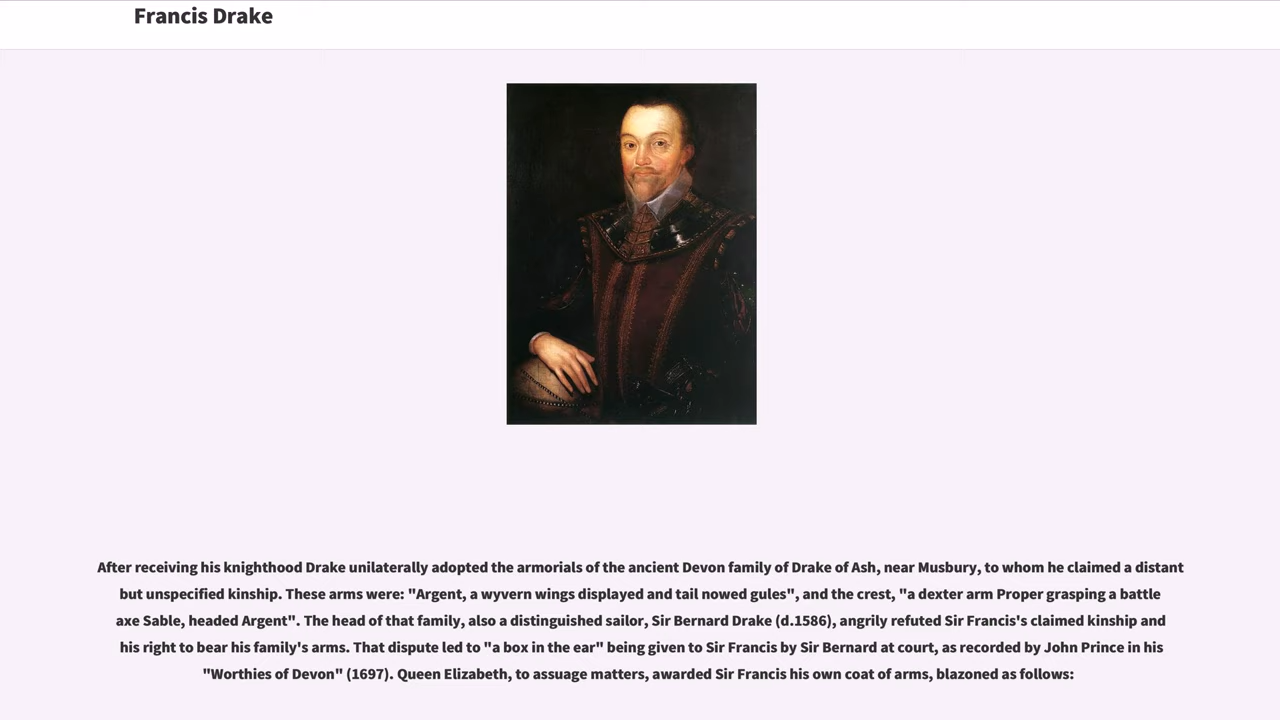 Francis Drake
After receiving his knighthood Drake unilaterally adopted the armorials of the ancient Devon family of Drake of Ash, near Musbury, to whom he claimed a distant
but unspecified kinship. These arms were: "Argent, a wyvern wings displayed and tail nowed gules", and the crest, "a dexter arm Proper grasping a battle
axe Sable, headed Argent". The head of that family, also a distinguished sailor, Sir Bernard Drake (d.1586), angrily refuted Sir Francis's claimed kinship and
his right to bear his family's arms. That dispute led to "a box in the ear" being given to Sir Francis by Sir Bernard at court, as recorded by John Prince in his
"Worthies of Devon" (1697). Queen Elizabeth, to assuage matters, awarded Sir Francis his own coat of arms, blazoned as follows: